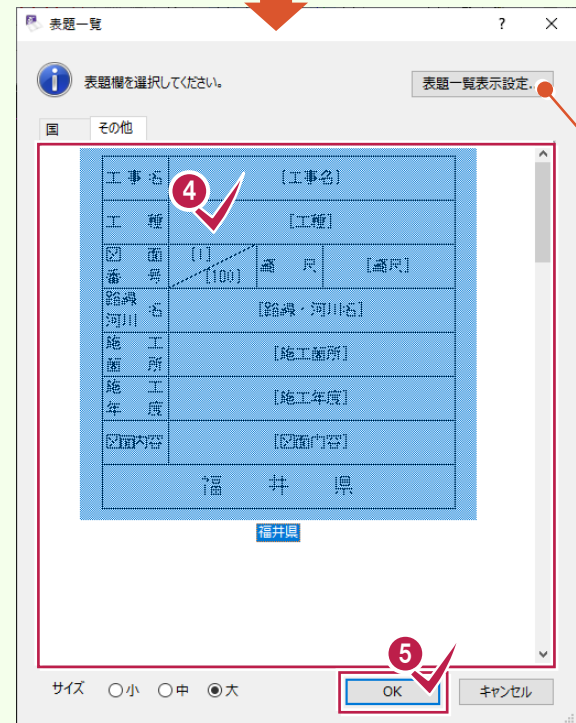 表題一覧
? ×
表題欄を選択してください。
表題一覧表示設定...
国 その他
工事名 [工事名]
4
工 種 [工種]
図 面 番 号 [1] [100] 縮 尺 [縮尺]
路線 河川 名 [路線・河川名]
施 工 箇 所 [施工箇所]
施 工 年 度 [施工年度]
図面内容 [図面内容]
福 井 県
福井県
5
サイズ 小 中 大 OK キャンセル